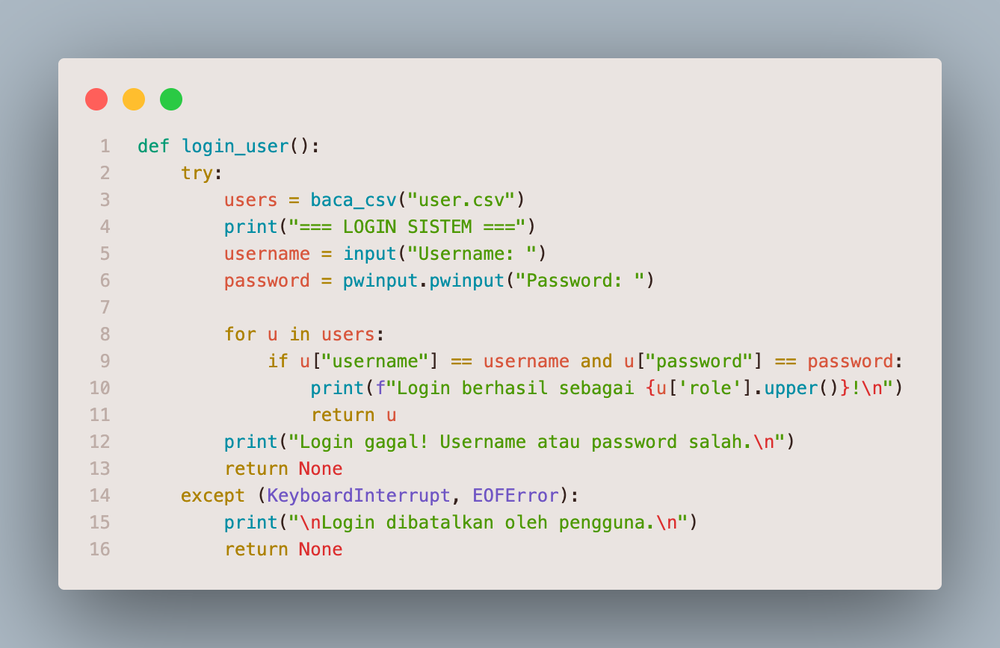 1 def login_user():
2     try:
3         users = baca_csv("user.csv")
4         print("=== LOGIN SISTEM ===")
5         username = input("Username: ")
6         password = pwinput.pwinput("Password: ")
7
8         for u in users:
9             if u["username"] == username and u["password"] == password:
10                 print(f"Login berhasil sebagai {u['role'].upper()}!\n")
11                 return u
12         print("Login gagal! Username atau password salah.\n")
13         return None
14     except (KeyboardInterrupt, EOFError):
15         print("\nLogin dibatalkan oleh pengguna.\n")
16         return None